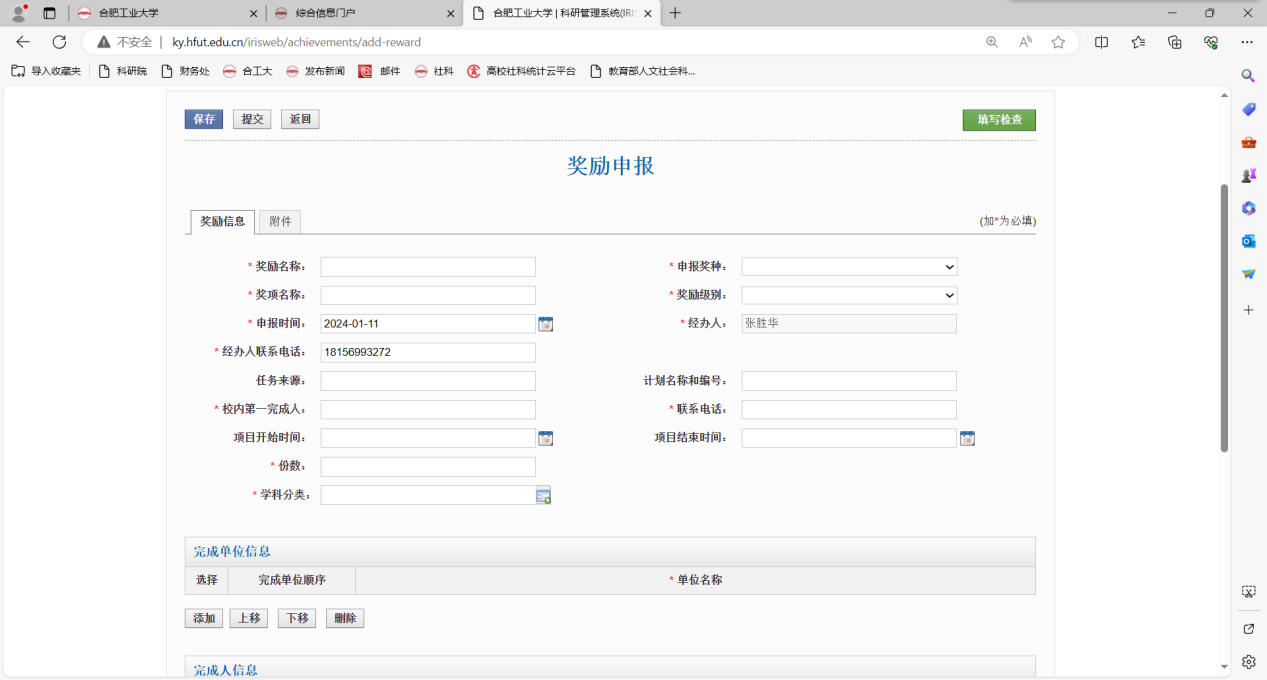 合肥工业大学
综合信息门户
合肥工业大学 | 科研管理系统(IRI
不安全 | ky.hfut.edu.cn/irisweb/achievements/add-reward
导入收藏夹 科研院 财务处 合工大 发布新闻 邮件 社科 高校社科统计云平台 教育部人文社会科...
保存 提交 返回 填写检查
奖励申报
奖励信息 附件 (加*为必填)
* 奖励名称： * 申报奖种：
* 奖项名称： * 奖励级别：
* 申报时间： 2024-01-11 * 经办人： 张胜华
* 经办人联系电话： 18156993272
任务来源： 计划名称和编号：
* 校内第一完成人： * 联系电话：
项目开始时间： 项目结束时间：
* 份数：
* 学科分类：
完成单位信息
选择 完成单位顺序 * 单位名称
添加 上移 下移 删除
完成人信息